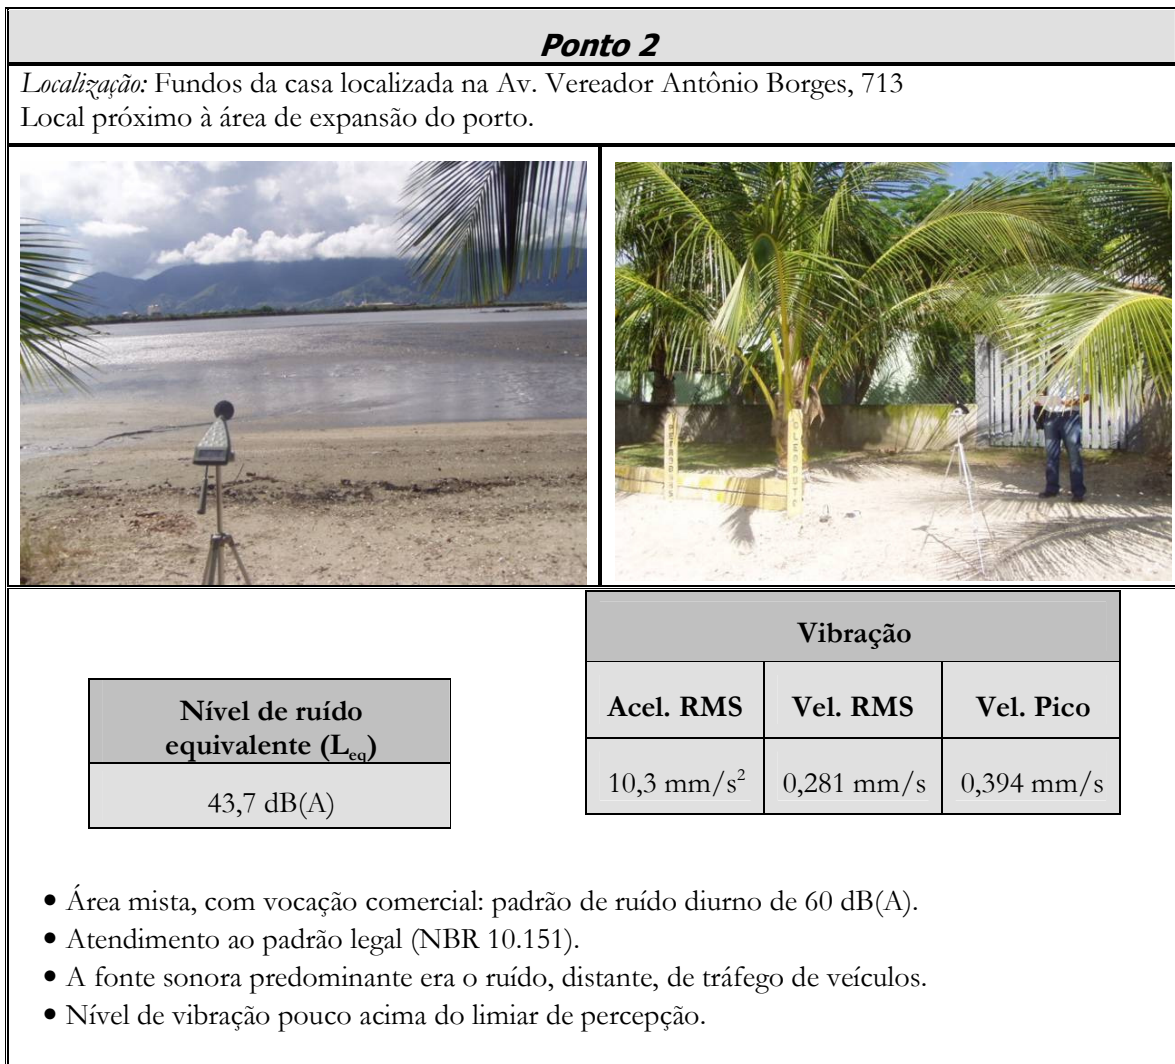 Ponto 2
Localização: Fundos da casa localizada na Av. Vereador Antônio Borges, 713
Local próximo à área de expansão do porto.
OLEODUTO
Vibração
Nível de ruído
equivalente (Leq)
Acel. RMS Vel. RMS Vel. Pico
43,7 dB(A)
10,3 mm/s² 0,281 mm/s 0,394 mm/s
• Área mista, com vocação comercial: padrão de ruído diurno de 60 dB(A).
• Atendimento ao padrão legal (NBR 10.151).
• A fonte sonora predominante era o ruído, distante, de tráfego de veículos.
• Nível de vibração pouco acima do limiar de percepção.